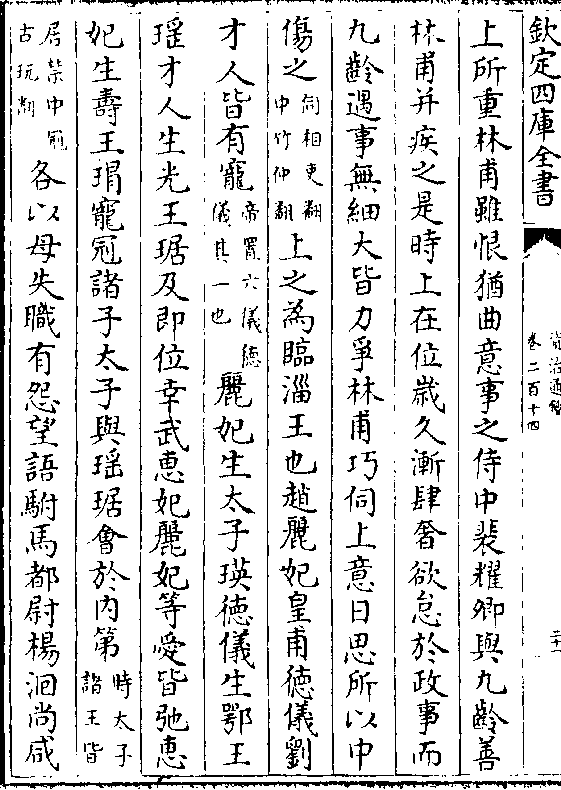 欽定四庫全書
資治通鑑
卷二百十四
二十一
上所重林甫雖恨猶曲意事之侍中裴耀卿與九齡善
林甫并疾之是時上在位歲久漸肆奢欲怠於政事而
九齡遇事無細大皆力爭林甫巧伺上意日思所以中
傷之伺相吏翻中竹仲翻上之為臨淄王也趙麗妃皇甫德儀劉
才人皆有寵帝置六儀德儀其一也麗妃生太子瑛德儀生鄂王
瑶才人生光王琚及即位幸武恵妃麗妃等愛皆弛恵
妃生壽王瑁寵冠諸子太子與瑶琚㑹於内第時太子諸王皆
居禁中冠古玩翻各以母失職有怨望語駙馬都尉楊洄尚咸